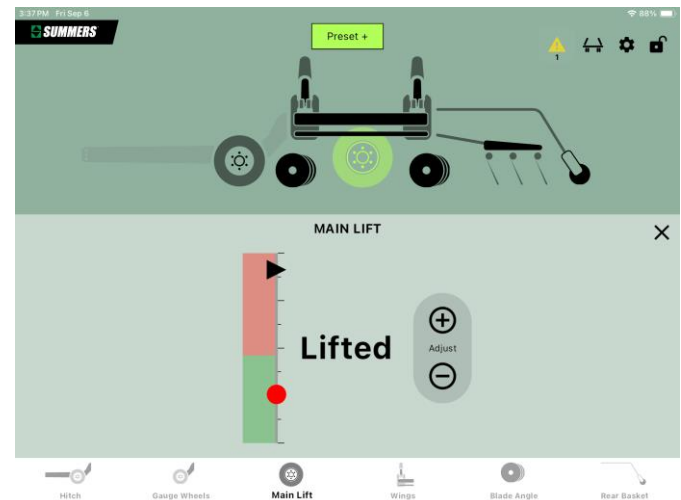 3:37 PM Fri Sep 6
88%
SUMMERS
Preset +
1
MAIN LIFT
Lifted
Adjust
Hitch
Gauge Wheels
Main Lift
Wings
Blade Angle
Rear Basket